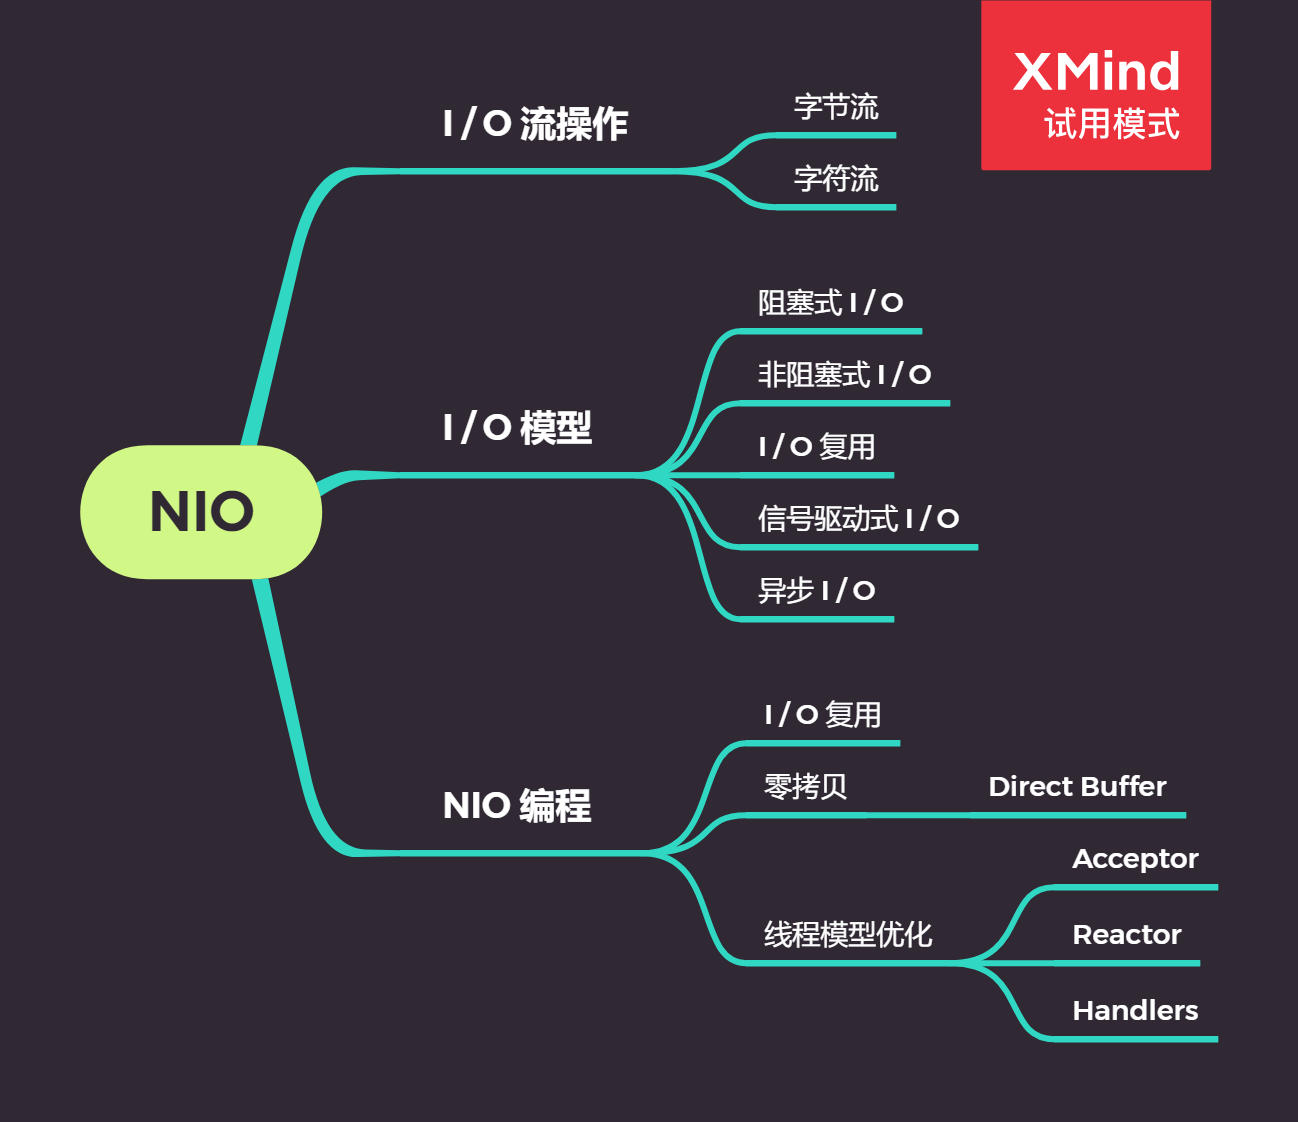 XMind
试用模式
I / O 流操作
字节流
字符流
I / O 模型
阻塞式 I / O
非阻塞式 I / O
I / O 复用
信号驱动式 I / O
异步 I / O
NIO
NIO 编程
I / O 复用
零拷贝
Direct Buffer
线程模型优化
Acceptor
Reactor
Handlers